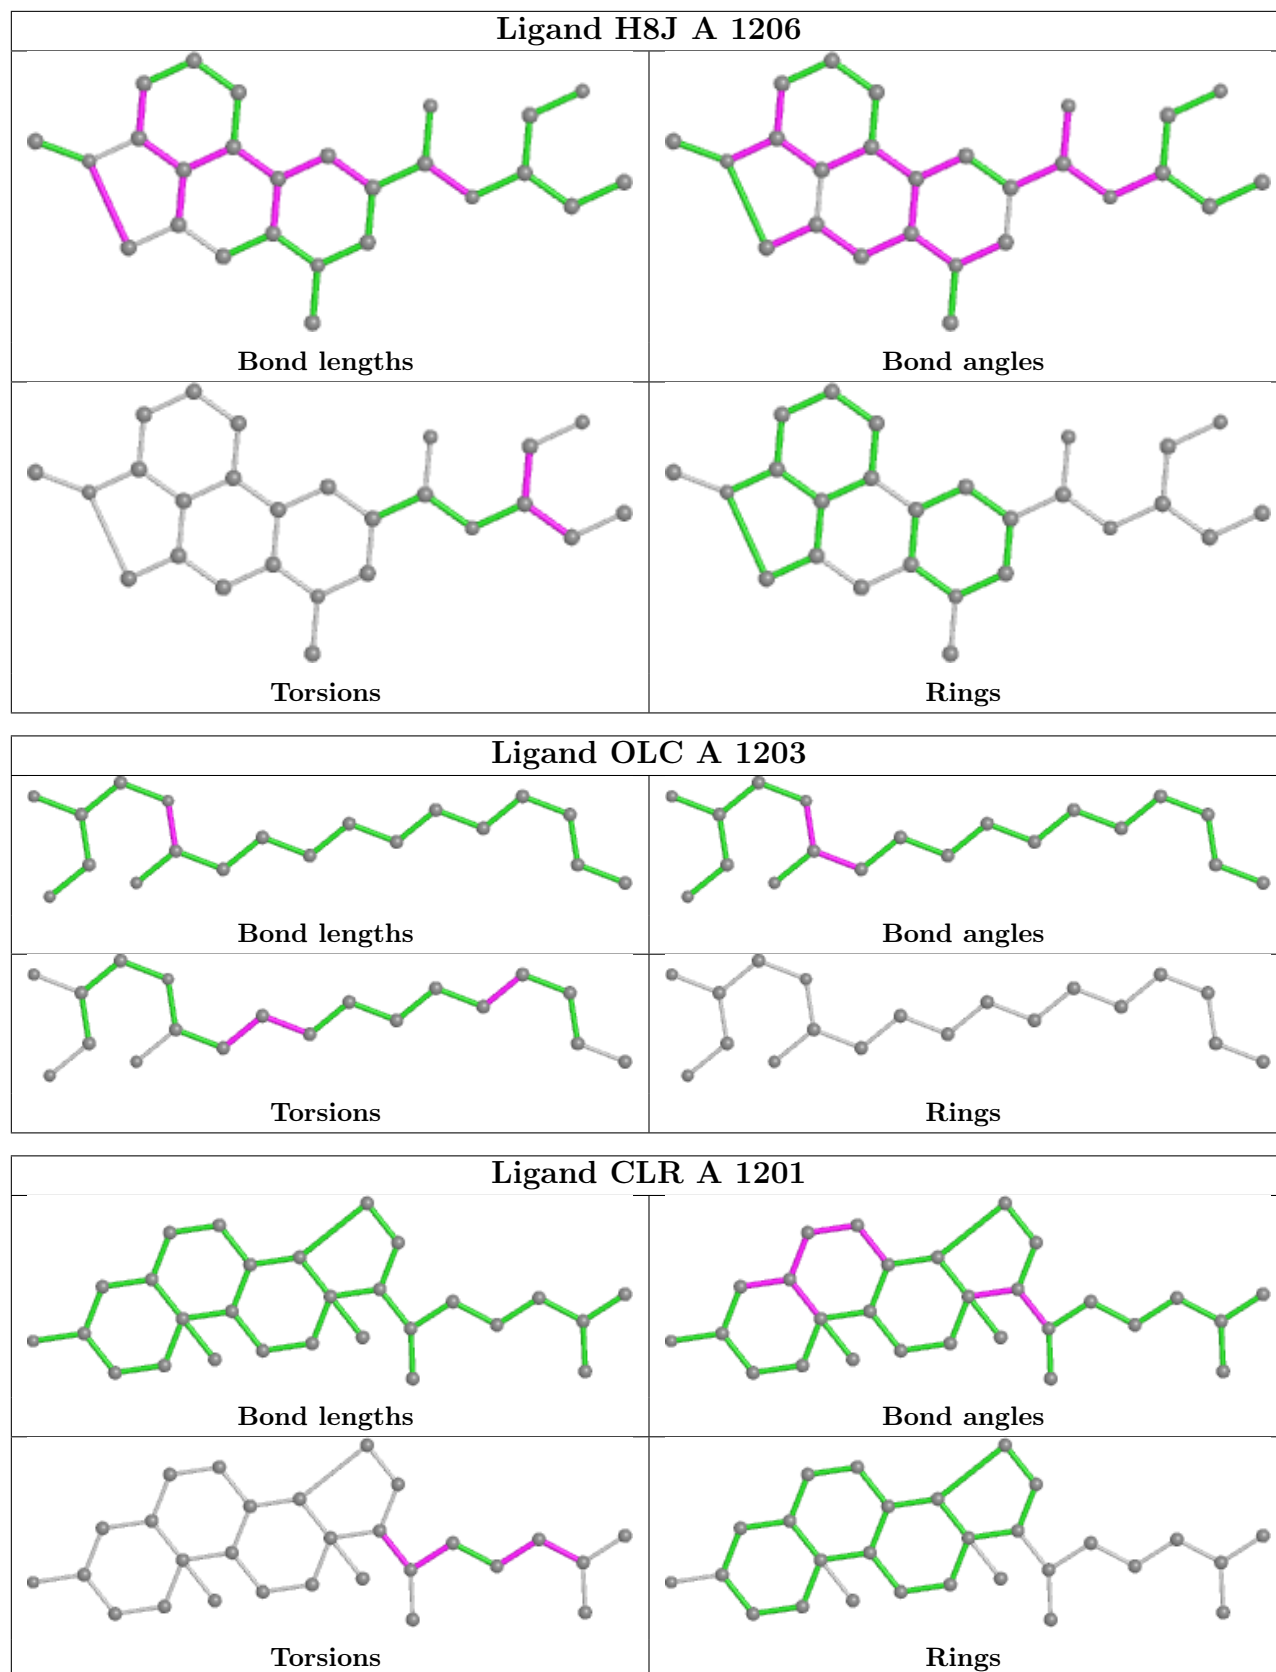 Ligand H8J A 1206
Bond lengths
Bond angles
Torsions
Rings
Ligand OLC A 1203
Bond lengths
Bond angles
Torsions
Rings
Ligand CLR A 1201
Bond lengths
Bond angles
Torsions
Rings